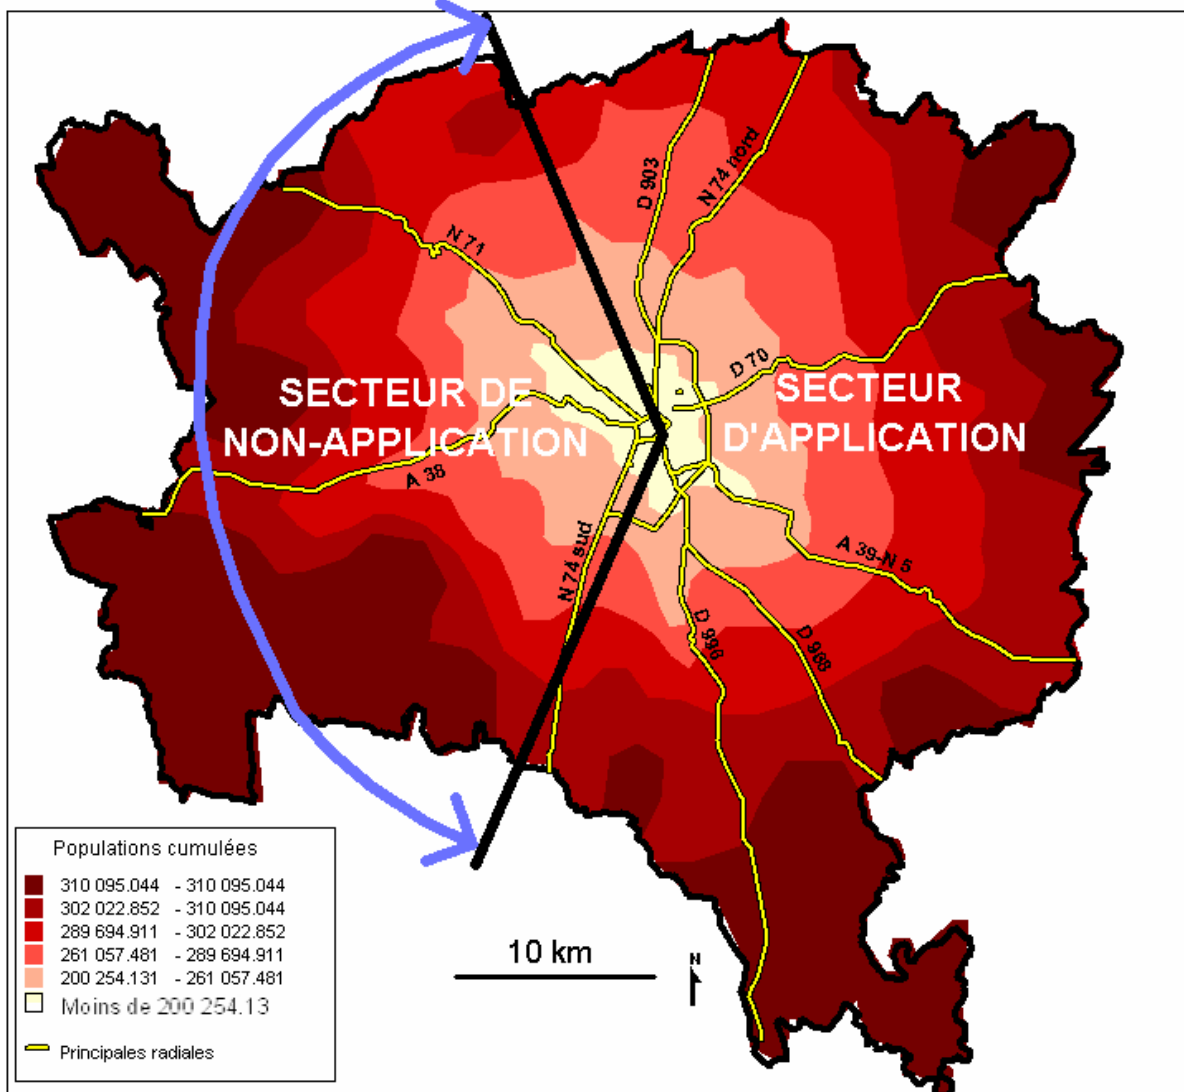 D 903
N 74 nord
N 71
D 70
SECTEUR DE
NON-APPLICATION
SECTEUR
D'APPLICATION
A 38
N 74 sud
A 39-N 5
D 996
D 968
Populations cumulées
310 095.044 - 310 095.044
302 022.852 - 310 095.044
289 694.911 - 302 022.852
261 057.481 - 289 694.911
200 254.131 - 261 057.481
Moins de 200 254.13
Principales radiales
10 km
N